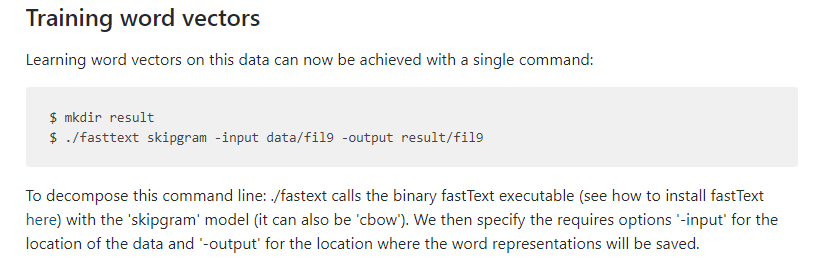 Training word vectors
Learning word vectors on this data can now be achieved with a single command:
$ mkdir result
$ ./fasttext skipgram -input data/fil9 -output result/fil9
To decompose this command line: ./fastext calls the binary fastText executable (see how to install fastText
here) with the 'skipgram' model (it can also be 'cbow'). We then specify the requires options '-input' for the
location of the data and '-output' for the location where the word representations will be saved.